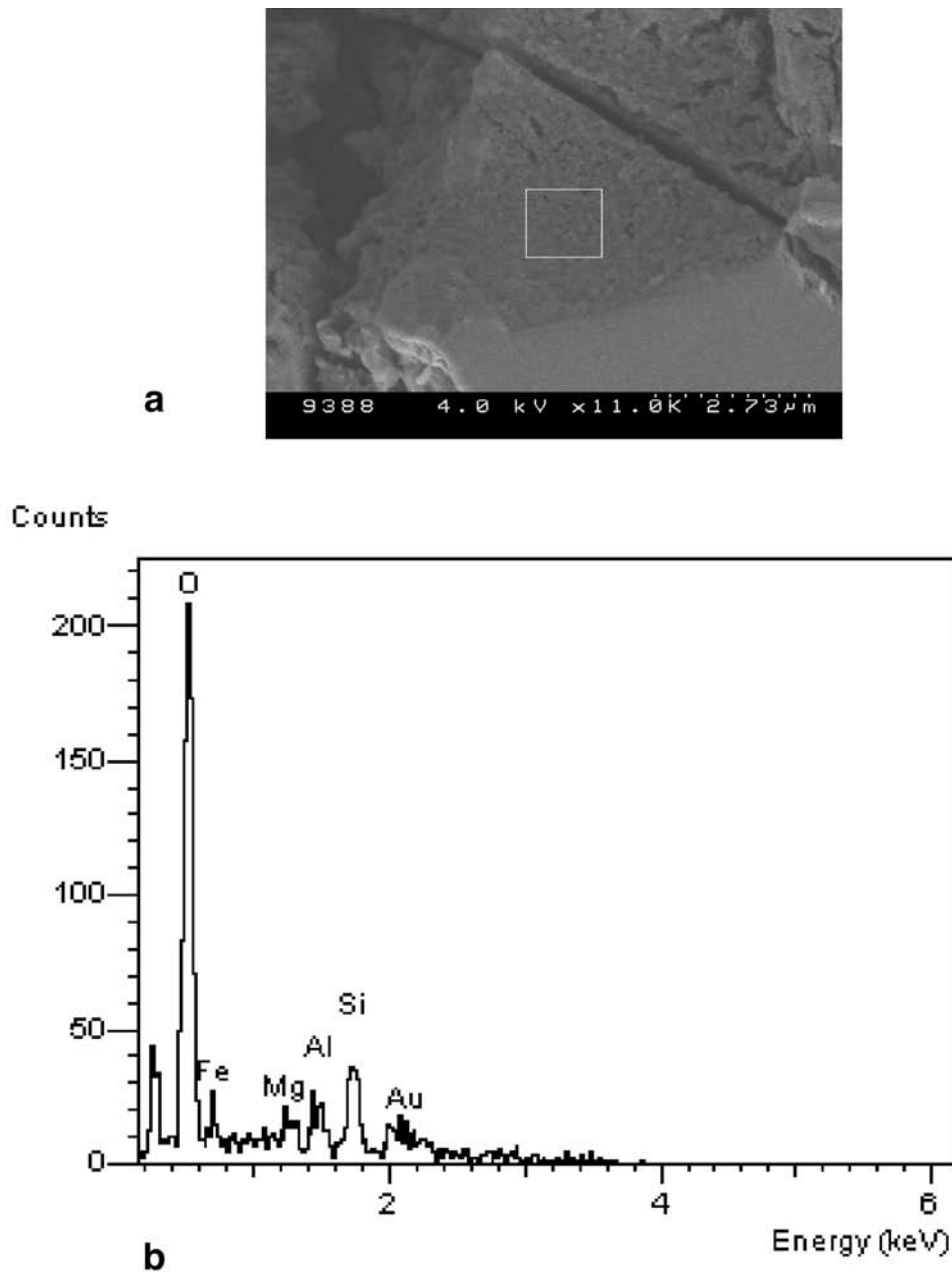 a
9388 4.0 kV x11.0K 2.73µm
Counts
O
200
150
100
Si
50
Al
Fe
Mg
Au
0
2
4
6
Energy (keV)
b